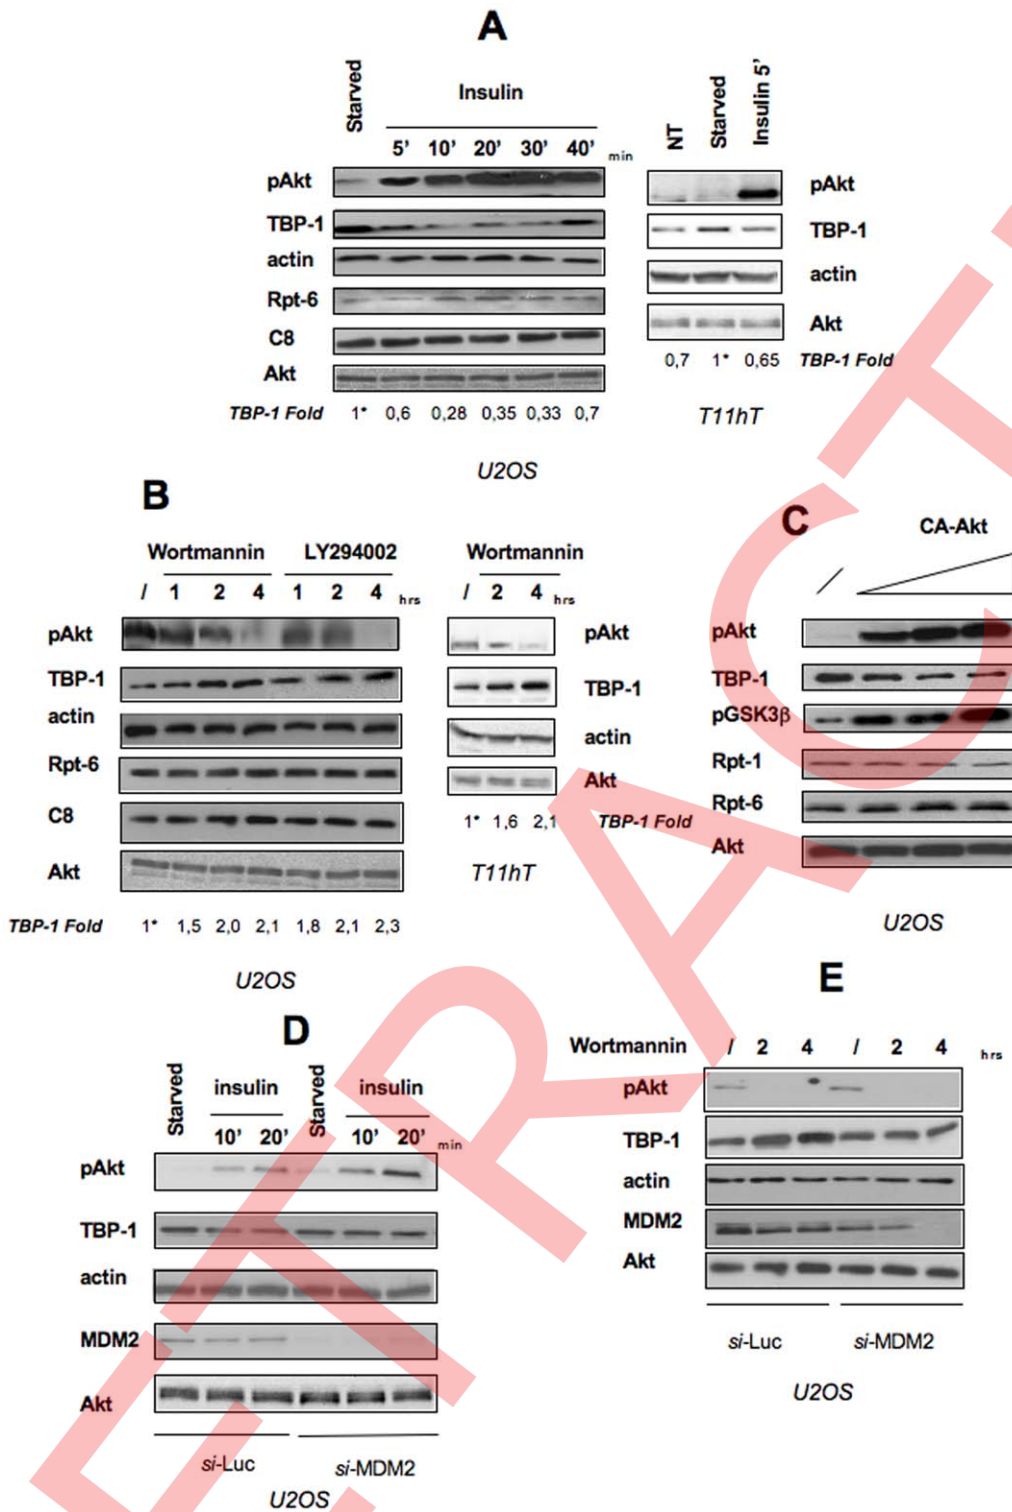 A
Starved
Insulin
5' 10' 20' 30' 40' min
pAkt
TBP-1
actin
Rpt-6
C8
Akt
TBP-1 Fold 1* 0,6 0,28 0,35 0,33 0,7
U2OS
NT Starved Insulin 5'
pAkt
TBP-1
actin
Akt
0,7 1* 0,65 TBP-1 Fold
T11hT
B
Wortmannin LY294002
/ 1 2 4 1 2 4 hrs
pAkt
TBP-1
actin
Rpt-6
C8
Akt
TBP-1 Fold 1* 1,5 2,0 2,1 1,8 2,1 2,3
U2OS
Wortmannin
/ 2 4 hrs
pAkt
TBP-1
actin
Akt
1* 1,6 2,1 TBP-1 Fold
T11hT
C
CA-Akt
/
pAkt
TBP-1
pGSK3β
Rpt-1
Rpt-6
Akt
U2OS
D
Starved insulin Starved insulin
10' 20' 10' 20' min
pAkt
TBP-1
actin
MDM2
Akt
si-Luc si-MDM2
U2OS
E
Wortmannin / 2 4 / 2 4 hrs
pAkt
TBP-1
actin
MDM2
Akt
si-Luc si-MDM2
U2OS
ETRACT